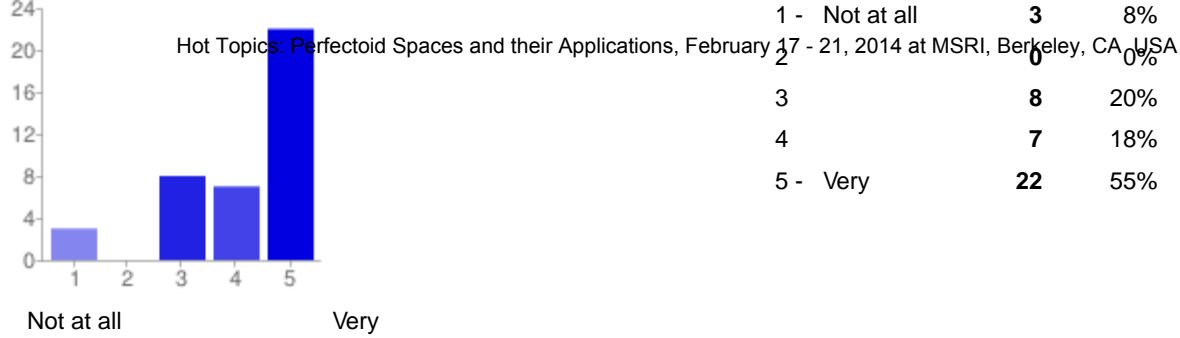 24
20
16
12
8
4
0
1 2 3 4 5
Not at all Very
Hot Topics: Perfectoid Spaces and their Applications, February 17 - 21, 2014 at MSRI, Berkeley, CA USA
1 - Not at all 3 8%
2 0 0%
3 8 20%
4 7 18%
5 - Very 22 55%